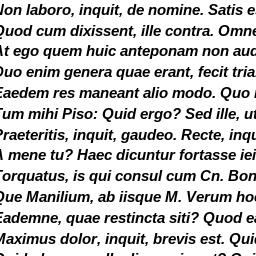 Non laboro, inquit, de nomine. Satis e
Quod cum dixissent, ille contra. Omne
At ego quem huic anteponam non aud
Duo enim genera quae erant, fecit tria
Eaedem res maneant alio modo. Quo
Tum mihi Piso: Quid ergo? Sed ille, ut
Praeteritis, inquit, gaudeo. Recte, inqu
A mene tu? Haec dicuntur fortasse iei
Torquatus, is qui consul cum Cn. Bon
Que Manilium, ab iisque M. Verum ho
Eademne, quae restincta siti? Quod ea
Maximus dolor, inquit, brevis est. Qui